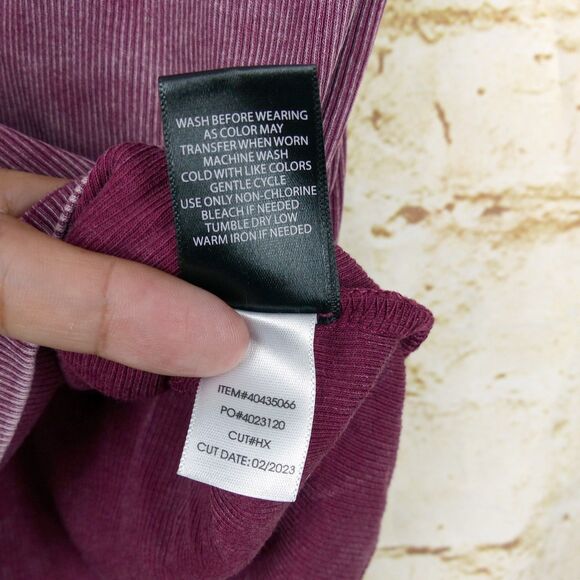 WASH BEFORE WEARING
AS COLOR MAY
TRANSFER WHEN WORN
MACHINE WASH
COLD WITH LIKE COLORS
GENTLE CYCLE
USE ONLY NON-CHLORINE
BLEACH IF NEEDED
TUMBLE DRY LOW
WARM IRON IF NEEDED
ITEM#40435066
PO#4023120
CUT#HX
CUT DATE: 02/2023